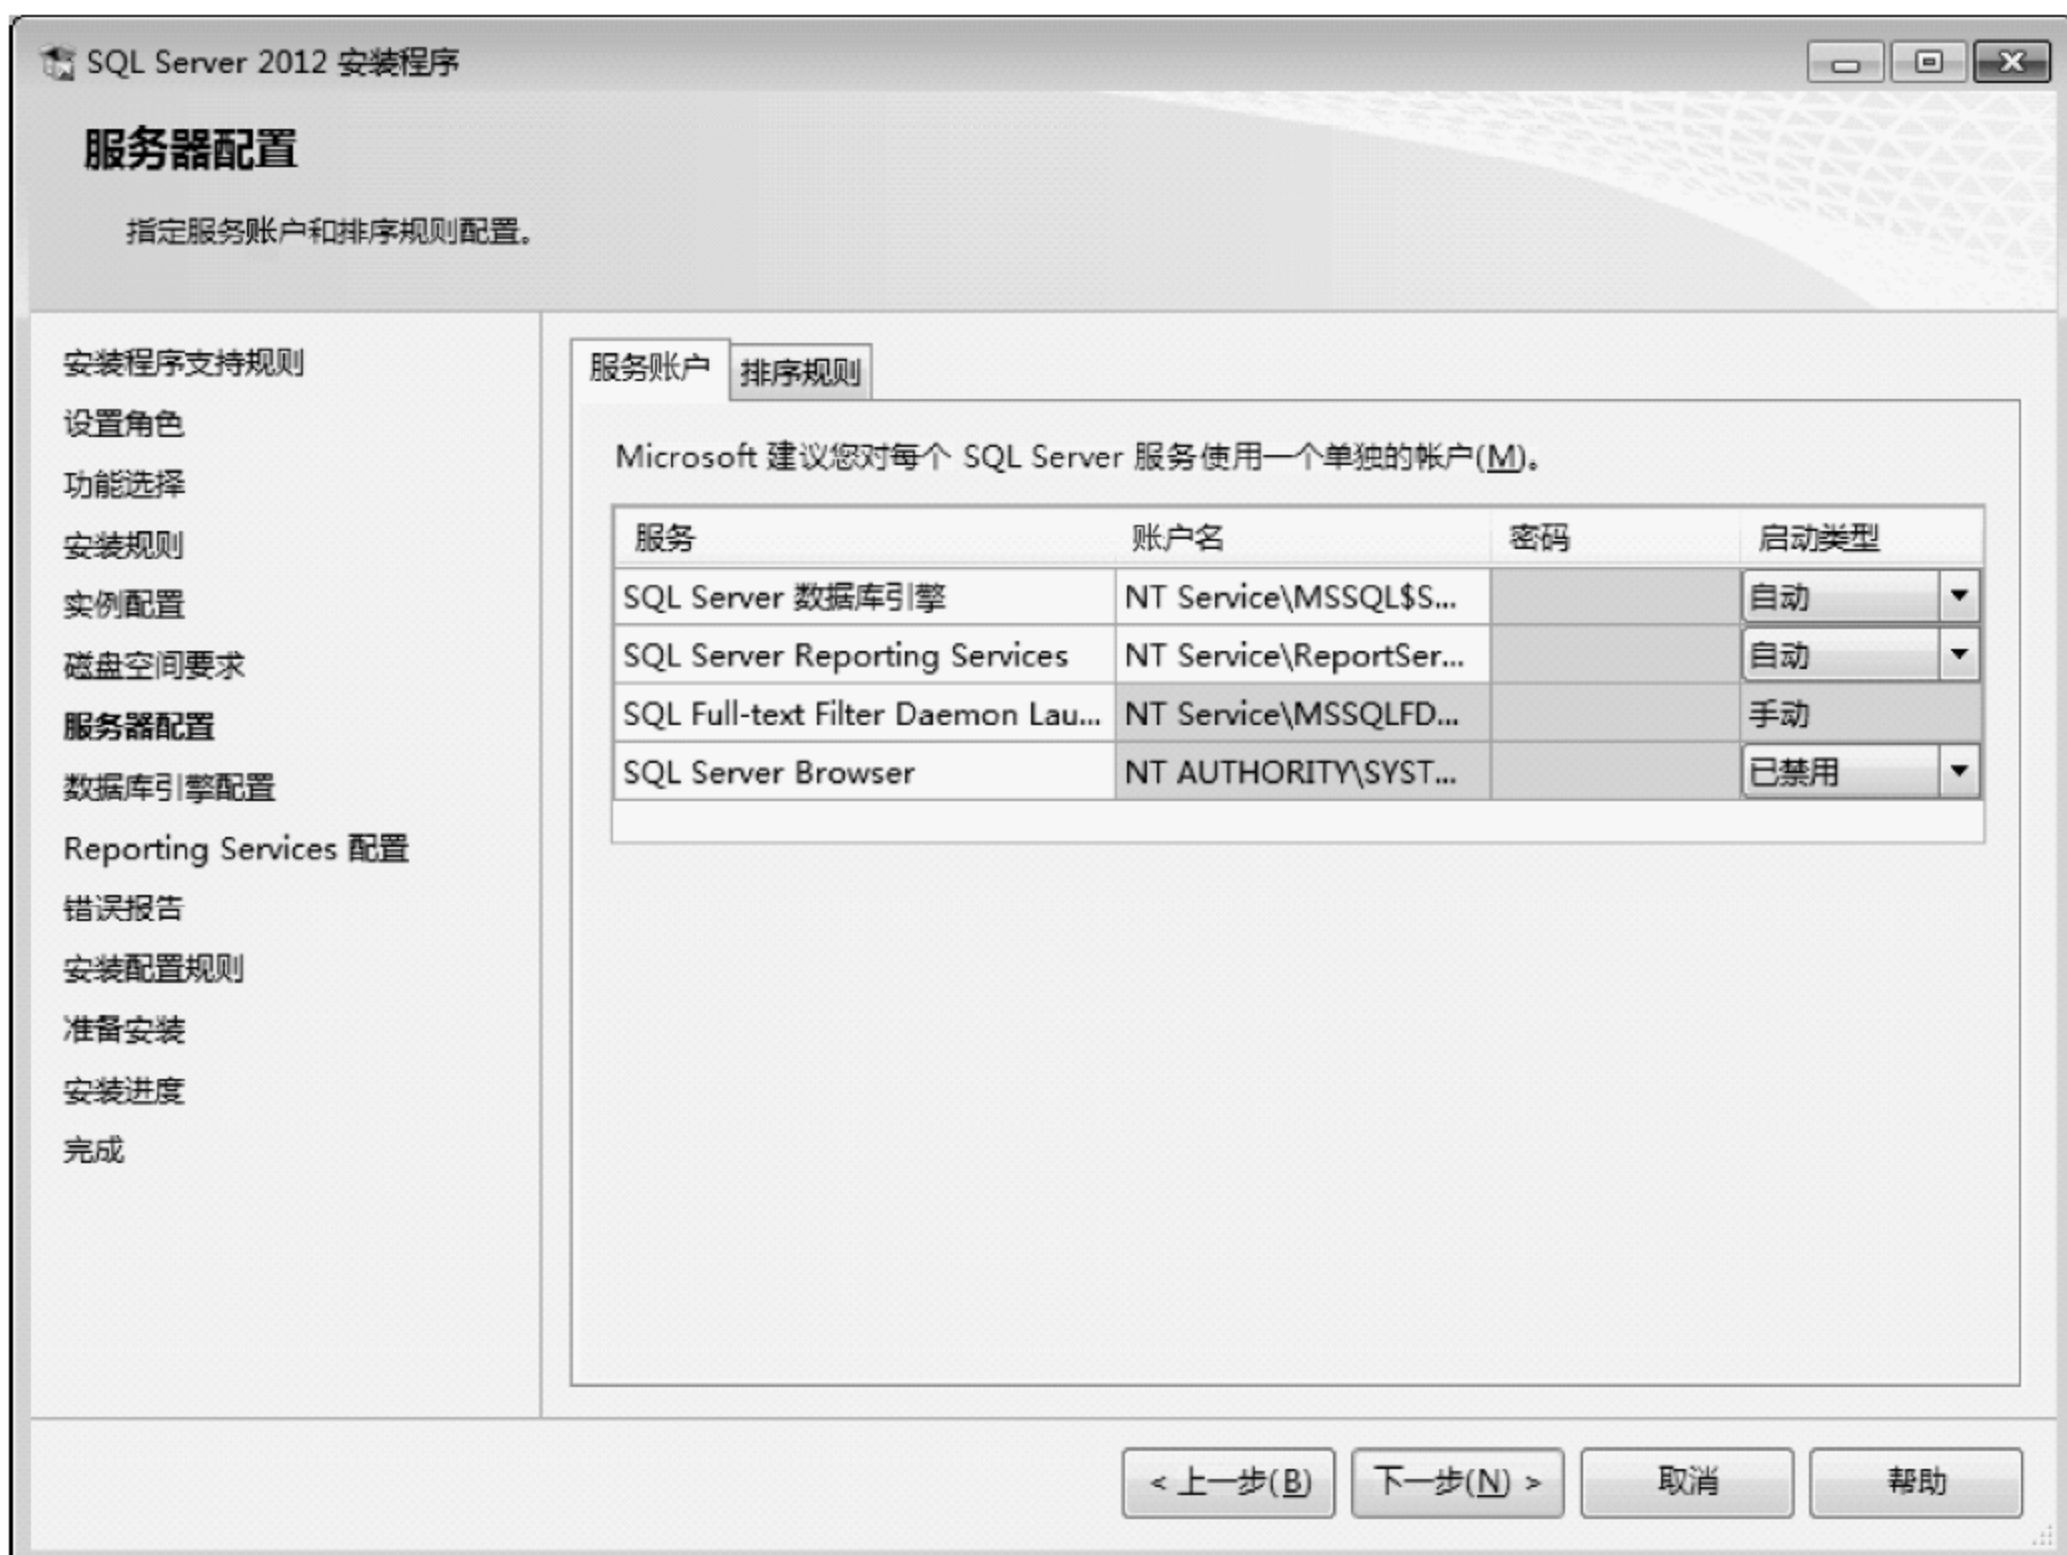 SQL Server 2012 安装程序
服务器配置
指定服务账户和排序规则配置。
安装程序支持规则
设置角色
功能选择
安装规则
实例配置
磁盘空间要求
服务器配置
数据库引擎配置
Reporting Services 配置
错误报告
安装配置规则
准备安装
安装进度
完成
服务账户 排序规则
Microsoft 建议您对每个 SQL Server 服务使用一个单独的帐户(M)。
服务 账户名 密码 启动类型
SQL Server 数据库引擎 NT Service\MSSQL$S... 自动
SQL Server Reporting Services NT Service\ReportSer... 自动
SQL Full-text Filter Daemon Lau... NT Service\MSSQLFD... 手动
SQL Server Browser NT AUTHORITY\SYST... 已禁用
< 上一步(B) 下一步(N) > 取消 帮助